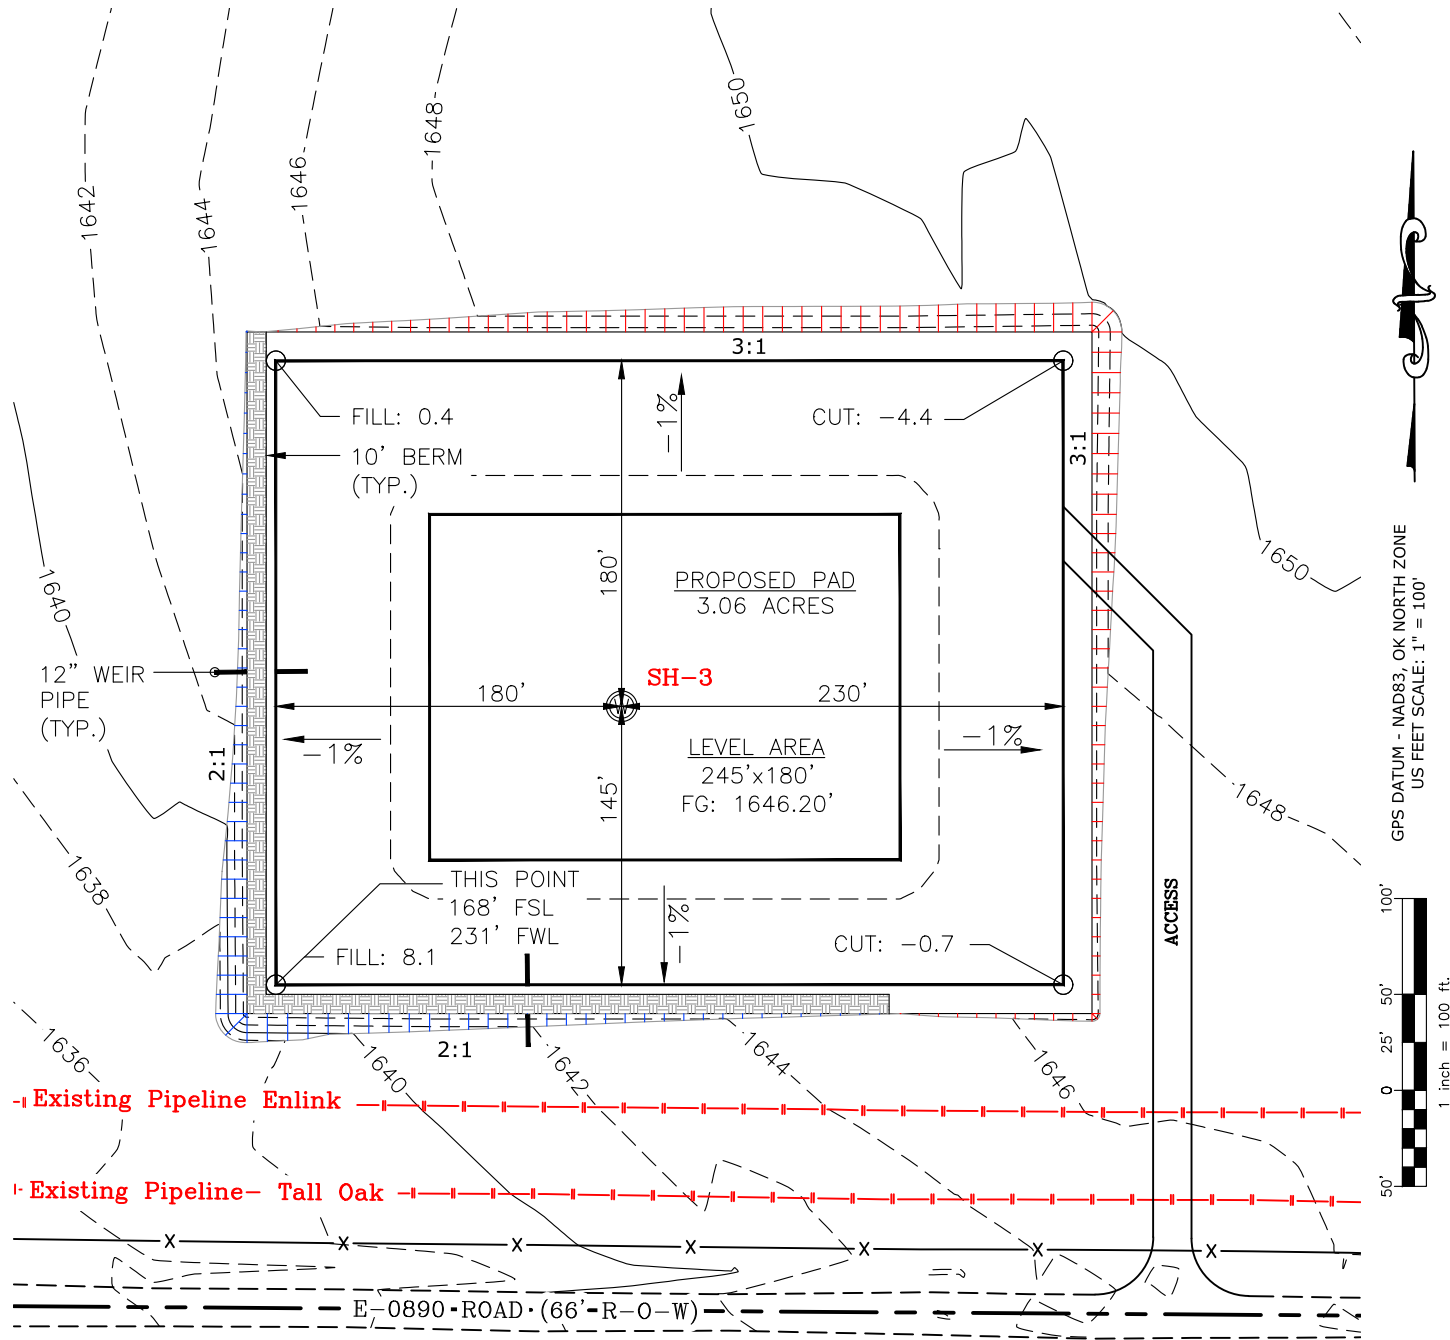 1650
1648
1646
1644
1642
3:1
FILL: 0.4
CUT: -4.4
-1%
10' BERM
(TYP.)
3:1
1650
1640
180'
PROPOSED PAD
3.06 ACRES
12" WEIR
PIPE
(TYP.)
SH-3
180'
230'
W
-1%
-1%
2:1
LEVEL AREA
245'x180'
FG: 1646.20'
145'
1648
1638
THIS POINT
168' FSL
231' FWL
-1%
FILL: 8.1
CUT: -0.7
ACCESS
2:1
1636
1640
1642
1644
1646
Existing Pipeline Enlink
Existing Pipeline- Tall Oak
X X X X X X X
E-0890 ROAD (66' R-O-W)
GPS DATUM - NAD83, OK NORTH ZONE
US FEET SCALE: 1" = 100'
50' 0 25' 50' 100'
1 inch = 100 ft.